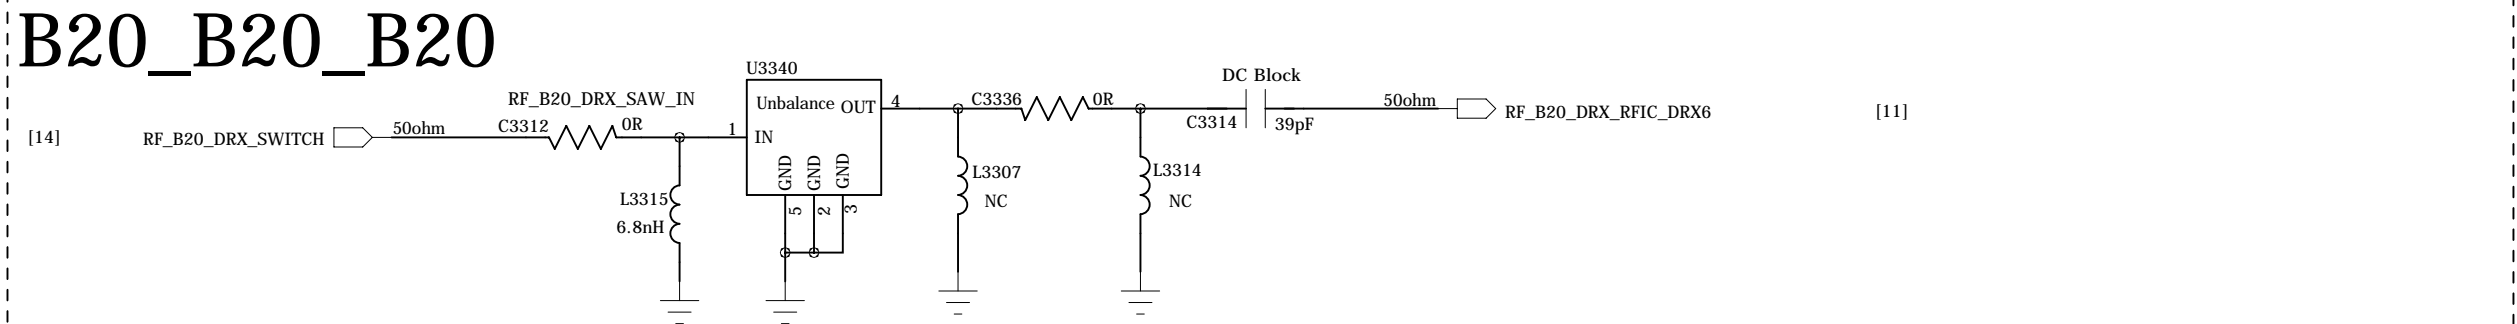 B20_B20_B20
U3340
DC Block
RF_B20_DRX_SAW_IN
Unbalance OUT
4
C3336
0R
50ohm
RF_B20_DRX_RFIC_DRX6
[11]
C3314
39pF
[14]
RF_B20_DRX_SWITCH
50ohm
C3312
0R
1
IN
GND
GND
GND
5
2
3
L3315
6.8nH
L3307
NC
L3314
NC